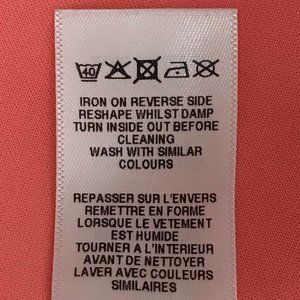 40
IRON ON REVERSE SIDE
RESHAPE WHILST DAMP
TURN INSIDE OUT BEFORE
CLEANING
WASH WITH SIMILAR
COLOURS
REPASSER SUR L'ENVERS
REMETTRE EN FORME
LORSQUE LE VETEMENT
EST HUMIDE
TOURNER A L'INTERIEUR
AVANT DE NETTOYER
LAVER AVEC COULEURS
SIMILAIRES